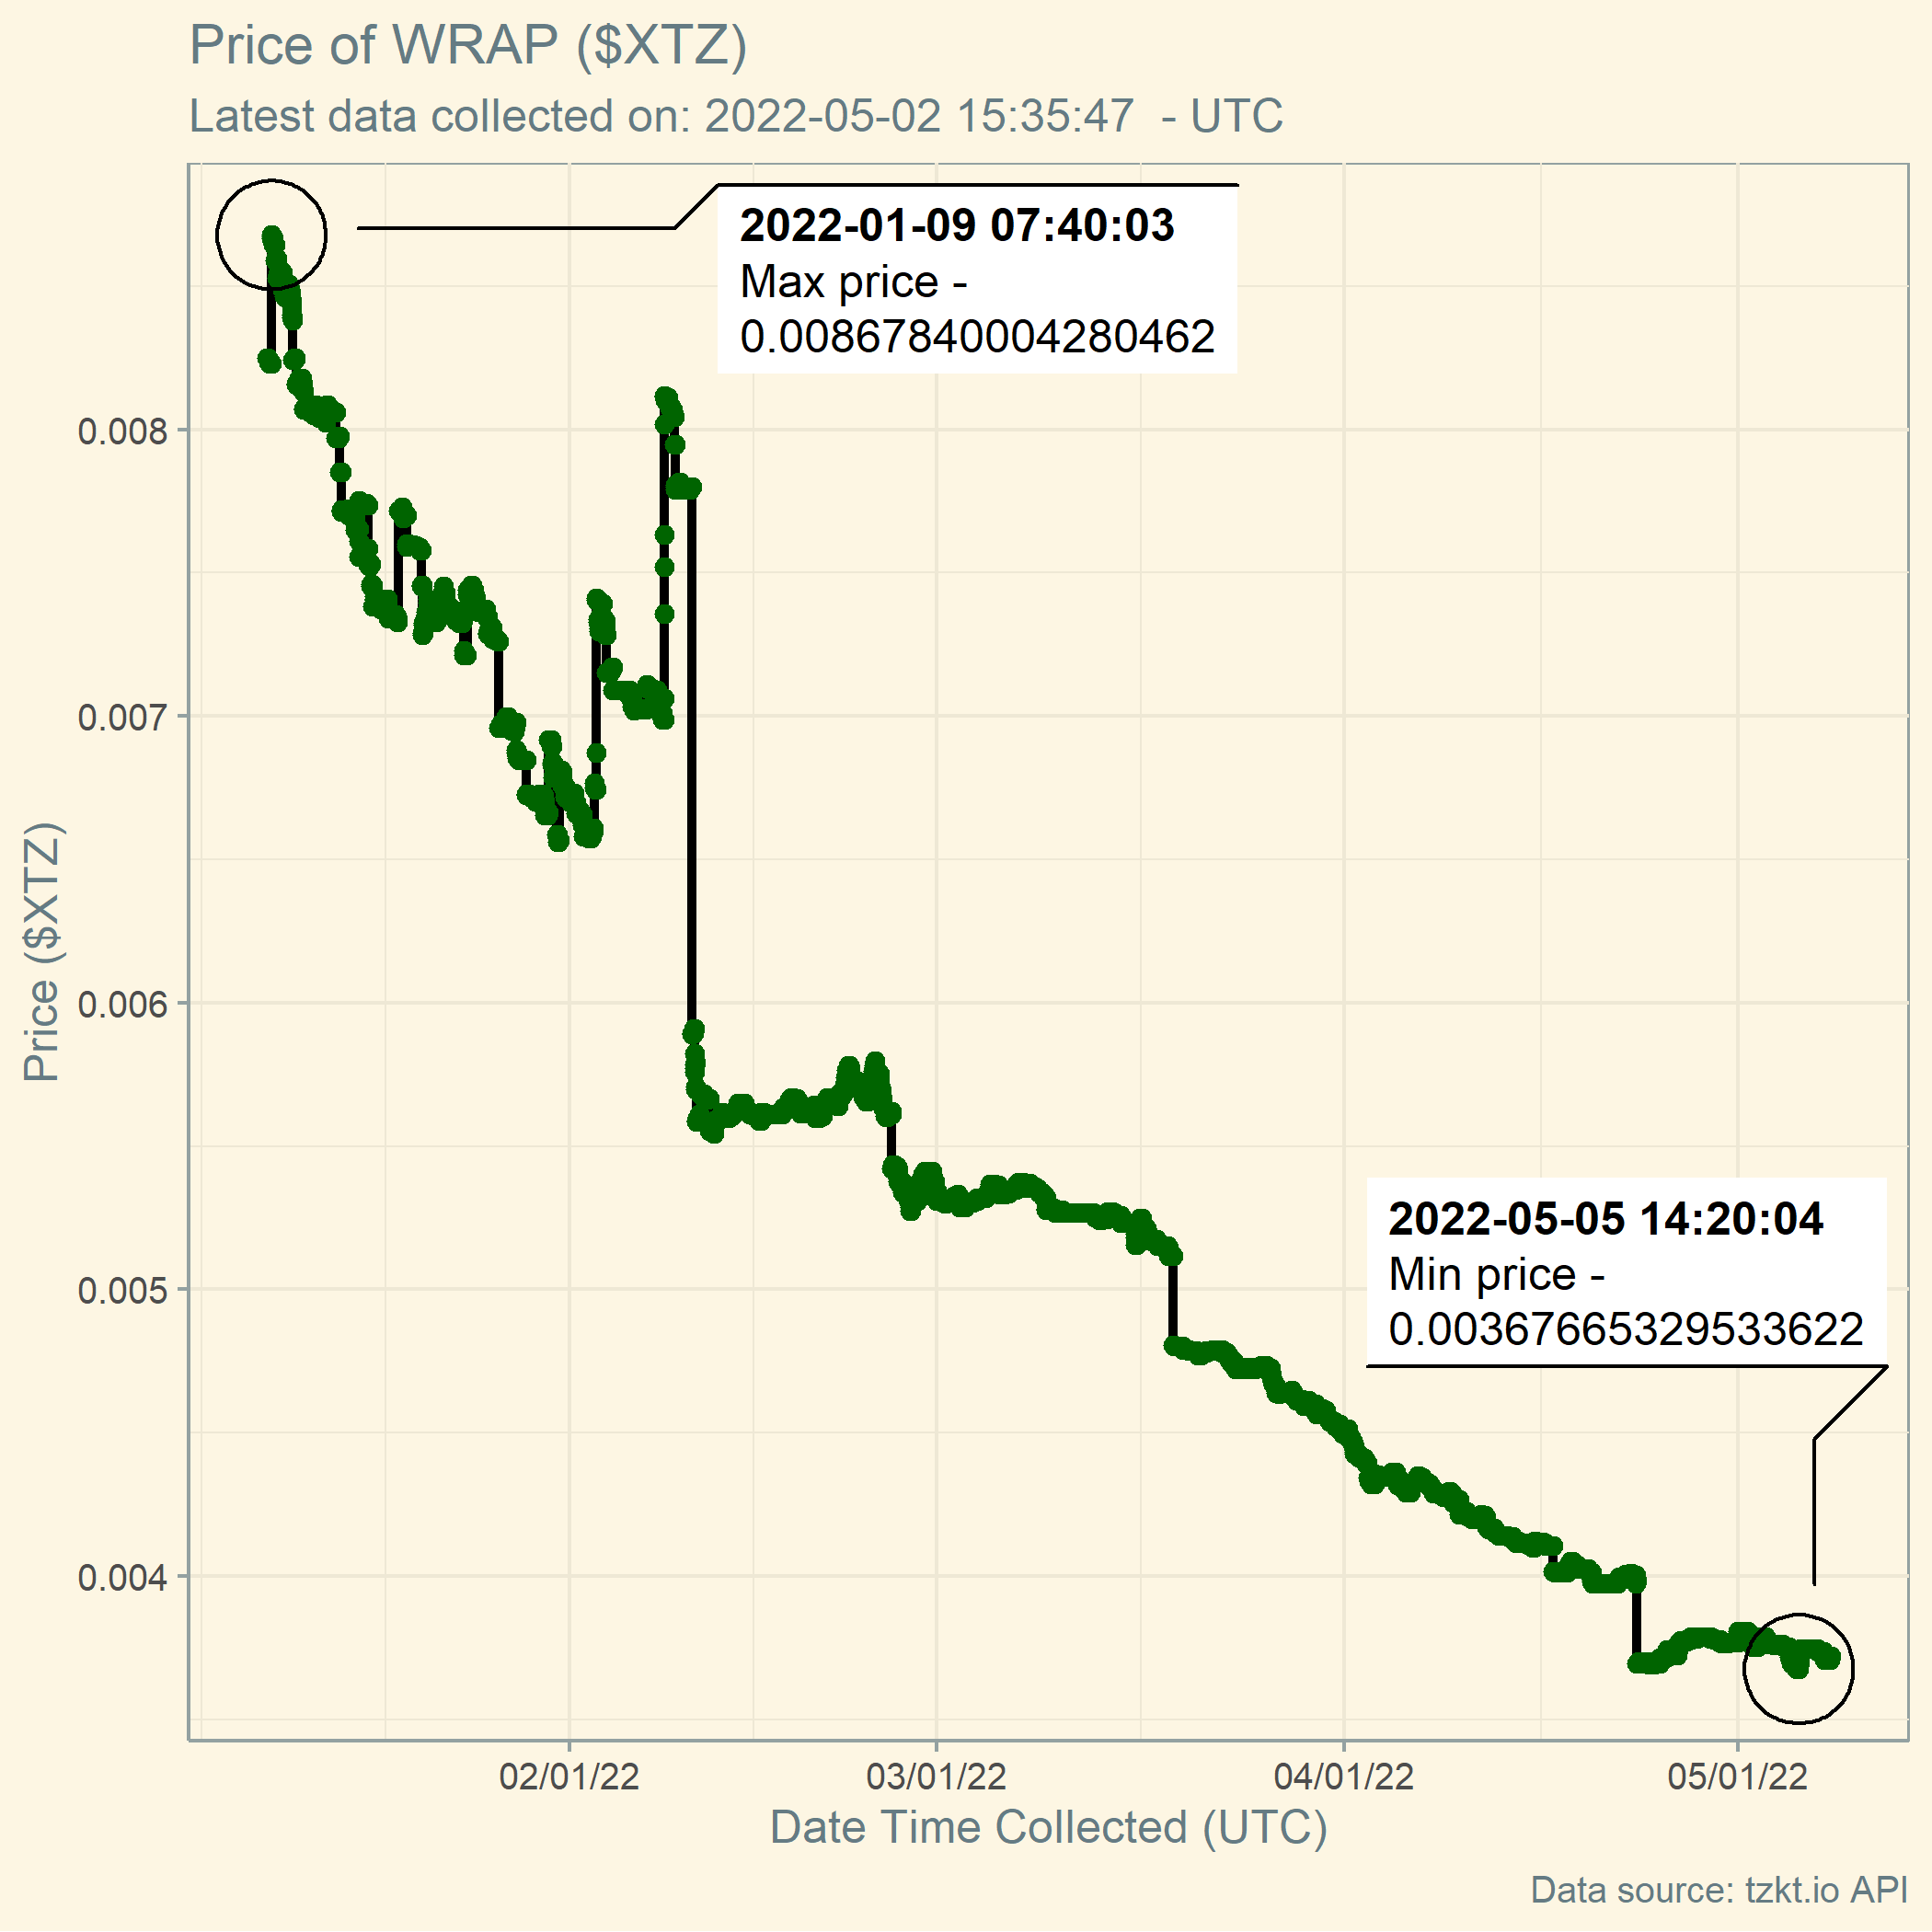 Price of WRAP ($XTZ)
Latest data collected on: 2022-05-02 15:35:47  - UTC
2022-01-09 07:40:03
Max price -
0.00867840004280462
0.008
0.007
0.006
0.005
0.004
Price ($XTZ)
2022-05-05 14:20:04
Min price -
0.00367665329533622
02/01/22
03/01/22
04/01/22
05/01/22
Date Time Collected (UTC)
Data source: tzkt.io API